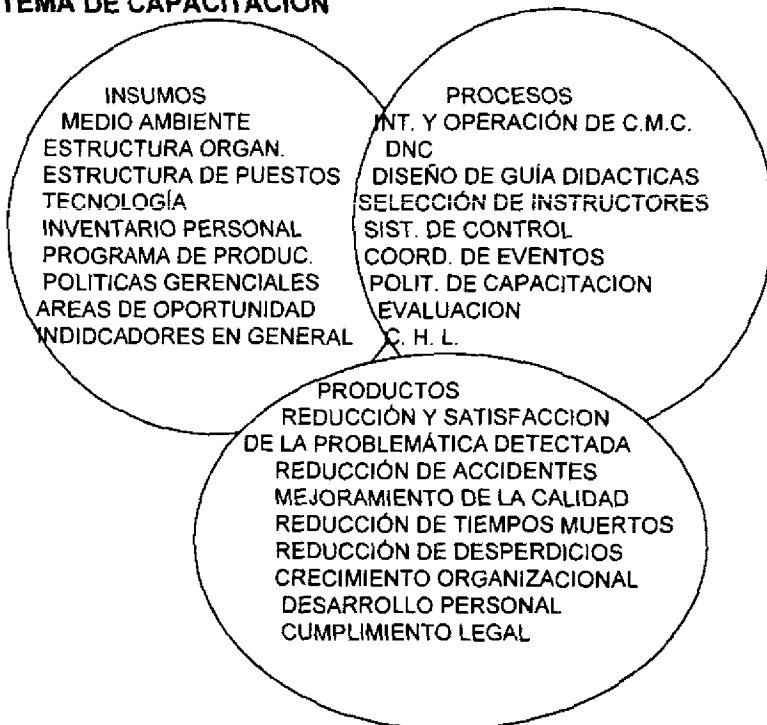 TEMA DE CAPACITACIÓN
INSUMOS
MEDIO AMBIENTE
ESTRUCTURA ORGAN.
ESTRUCTURA DE PUESTOS
TECNOLOGÍA
INVENTARIO PERSONAL
PROGRAMA DE PRODUC.
POLITICAS GERENCIALES
AREAS DE OPORTUNIDAD
INDIDCADORES EN GENERAL
PROCESOS
INT. Y OPERACIÓN DE C.M.C.
DNC
DISEÑO DE GUÍA DIDACTICAS
SELECCIÓN DE INSTRUCTORES
SIST. DE CONTROL
COORD. DE EVENTOS
POLIT. DE CAPACITACION
EVALUACION
C. H. L.
PRODUCTOS
REDUCCIÓN Y SATISFACCION
DE LA PROBLEMÁTICA DETECTADA
REDUCCIÓN DE ACCIDENTES
MEJORAMIENTO DE LA CALIDAD
REDUCCIÓN DE TIEMPOS MUERTOS
REDUCCIÓN DE DESPERDICIOS
CRECIMIENTO ORGANIZACIONAL
DESARROLLO PERSONAL
CUMPLIMIENTO LEGAL